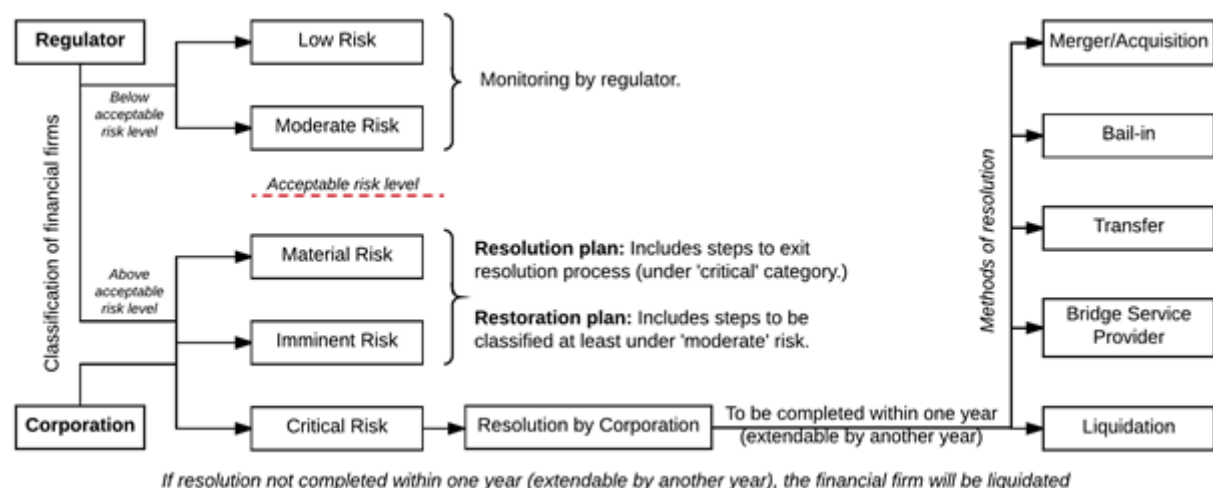 Regulator
Low Risk
Merger/Acquisition
Monitoring by regulator.
Below
acceptable
risk level
Moderate Risk
Bail-in
Classification of financial firms
Acceptable risk level
Methods of resolution
Transfer
Material Risk
Resolution plan: Includes steps to exit
resolution process (under 'critical' category.)
Above
acceptable
risk level
Restoration plan: Includes steps to be
classified at least under 'moderate' risk.
Imminent Risk
Bridge Service
Provider
Corporation
Critical Risk
Resolution by Corporation
To be completed within one year
(extendable by another year)
Liquidation
If resolution not completed within one year (extendable by another year), the financial firm will be liquidated